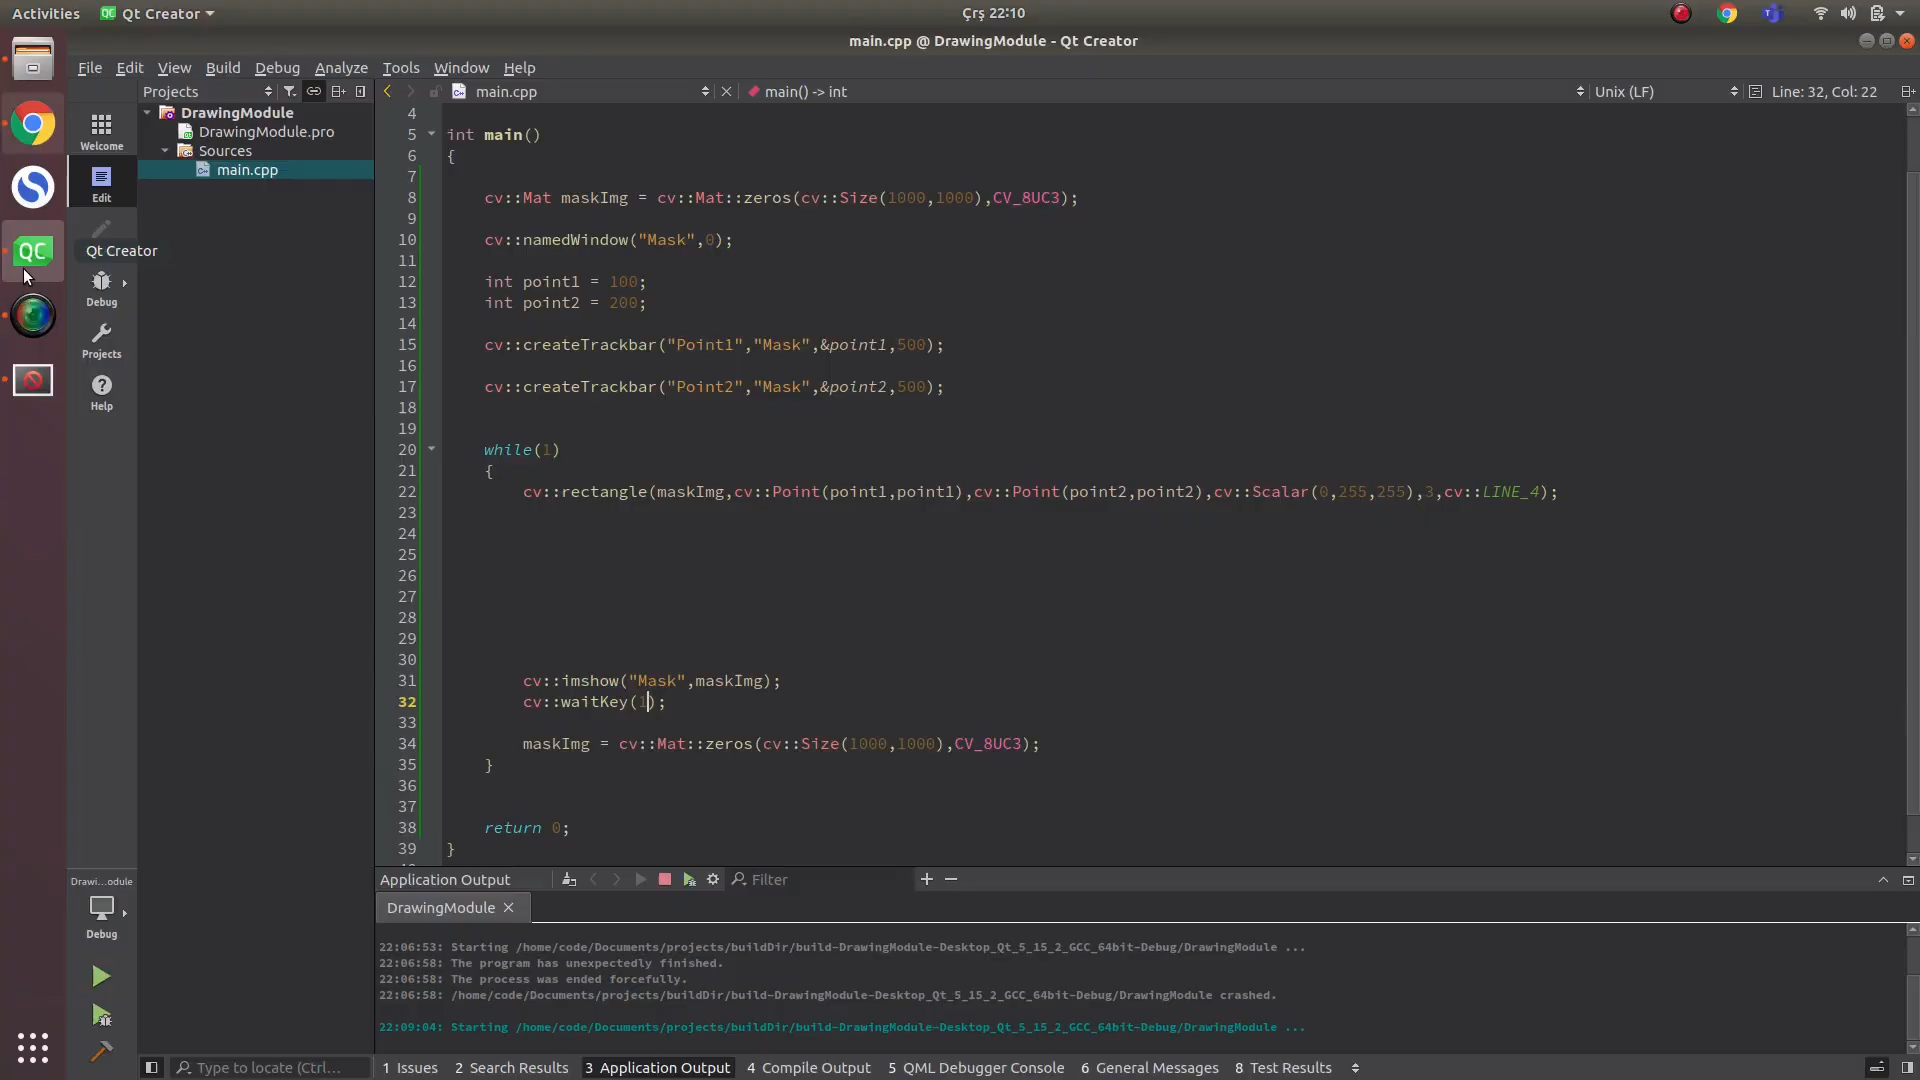 Activities
Qt Creator
Çrş 22:10
main.cpp @ DrawingModule - Qt Creator
File Edit View Build Debug Analyze Tools Window Help
Projects
main.cpp
main() -> int
Unix (LF)
Line: 32, Col: 22
DrawingModule
DrawingModule.pro
Sources
main.cpp
Welcome
Edit
Qt Creator
Debug
Projects
Help
4
5 int main()
6 {
7
8 cv::Mat maskImg = cv::Mat::zeros(cv::Size(1000,1000),CV_8UC3);
9
10 cv::namedWindow("Mask",0);
11
12 int point1 = 100;
13 int point2 = 200;
14
15 cv::createTrackbar("Point1","Mask",&point1,500);
16
17 cv::createTrackbar("Point2","Mask",&point2,500);
18
19
20 while(1)
21 {
22 cv::rectangle(maskImg,cv::Point(point1,point1),cv::Point(point2,point2),cv::Scalar(0,255,255),3,cv::LINE_4);
23
24
25
26
27
28
29
30
31 cv::imshow("Mask",maskImg);
32 cv::waitKey(1);
33
34 maskImg = cv::Mat::zeros(cv::Size(1000,1000),CV_8UC3);
35 }
36
37
38 return 0;
39 }
Drawi...odule
Debug
Application Output
Filter
DrawingModule
22:06:53: Starting /home/code/Documents/projects/buildDir/build-DrawingModule-Desktop_Qt_5_15_2_GCC_64bit-Debug/DrawingModule ...
22:06:58: The program has unexpectedly finished.
22:06:58: The process was ended forcefully.
22:06:58: /home/code/Documents/projects/buildDir/build-DrawingModule-Desktop_Qt_5_15_2_GCC_64bit-Debug/DrawingModule crashed.
22:09:04: Starting /home/code/Documents/projects/buildDir/build-DrawingModule-Desktop_Qt_5_15_2_GCC_64bit-Debug/DrawingModule ...
Type to locate (Ctrl...
1 Issues 2 Search Results 3 Application Output 4 Compile Output 5 QML Debugger Console 6 General Messages 8 Test Results